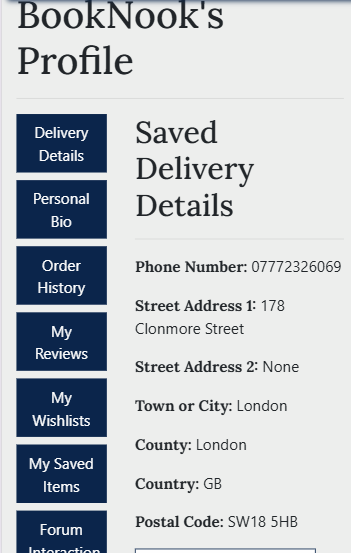 BookNook's
Profile
Delivery
Details
Personal
Bio
Order
History
My
Reviews
My
Wishlists
My Saved
Items
Forum
Interaction
Saved
Delivery
Details
Phone Number: 07772326069
Street Address 1: 178
Clonmore Street
Street Address 2: None
Town or City: London
County: London
Country: GB
Postal Code: SW18 5HB